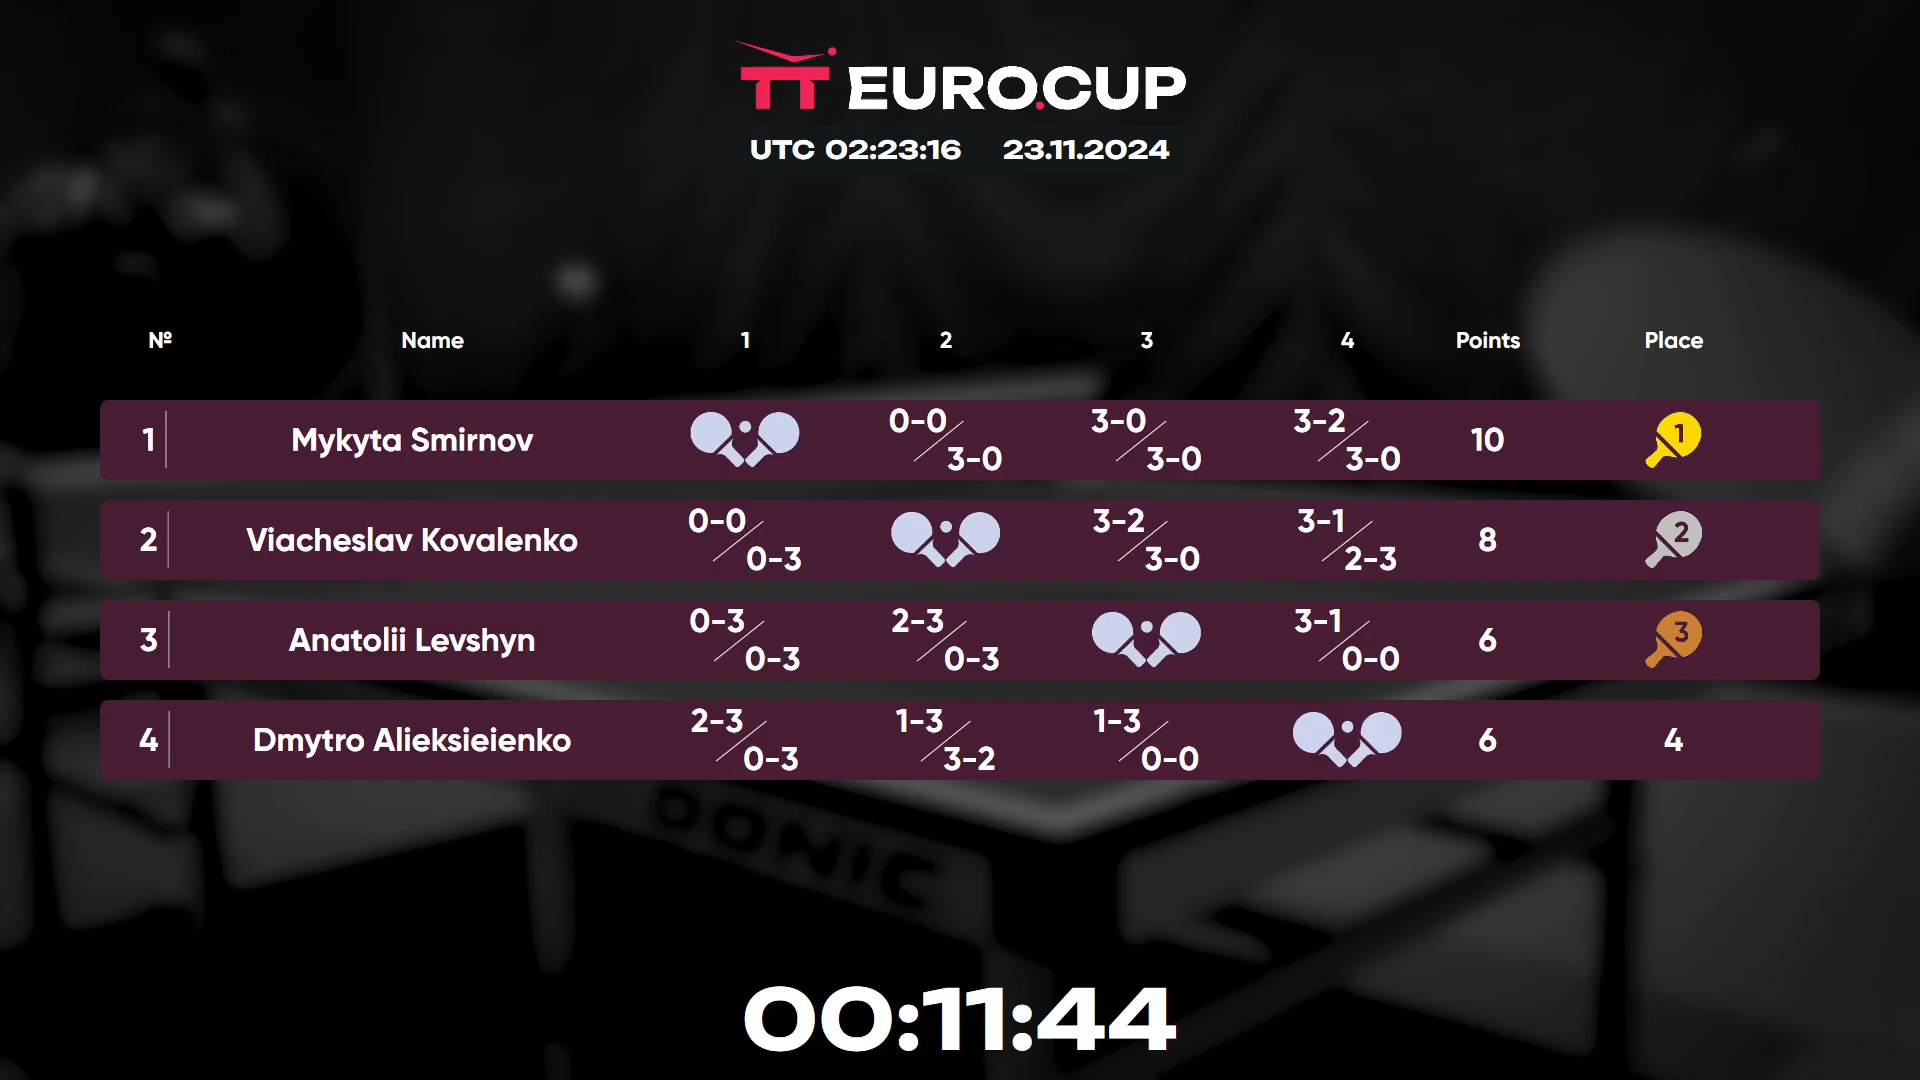 TT EURO.CUP
UTC 02:23:16 23.11.2024
№ Name 1 2 3 4 Points Place
1 Mykyta Smirnov 0-0/3-0 3-0/3-0 3-2/3-0 10 1
2 Viacheslav Kovalenko 0-0/0-3 3-2/3-0 3-1/2-3 8 2
3 Anatolii Levshyn 0-3/0-3 2-3/0-3 3-1/0-0 6 3
4 Dmytro Alieksieienko 2-3/0-3 1-3/3-2 1-3/0-0 6 4
DONIC
00:11:44